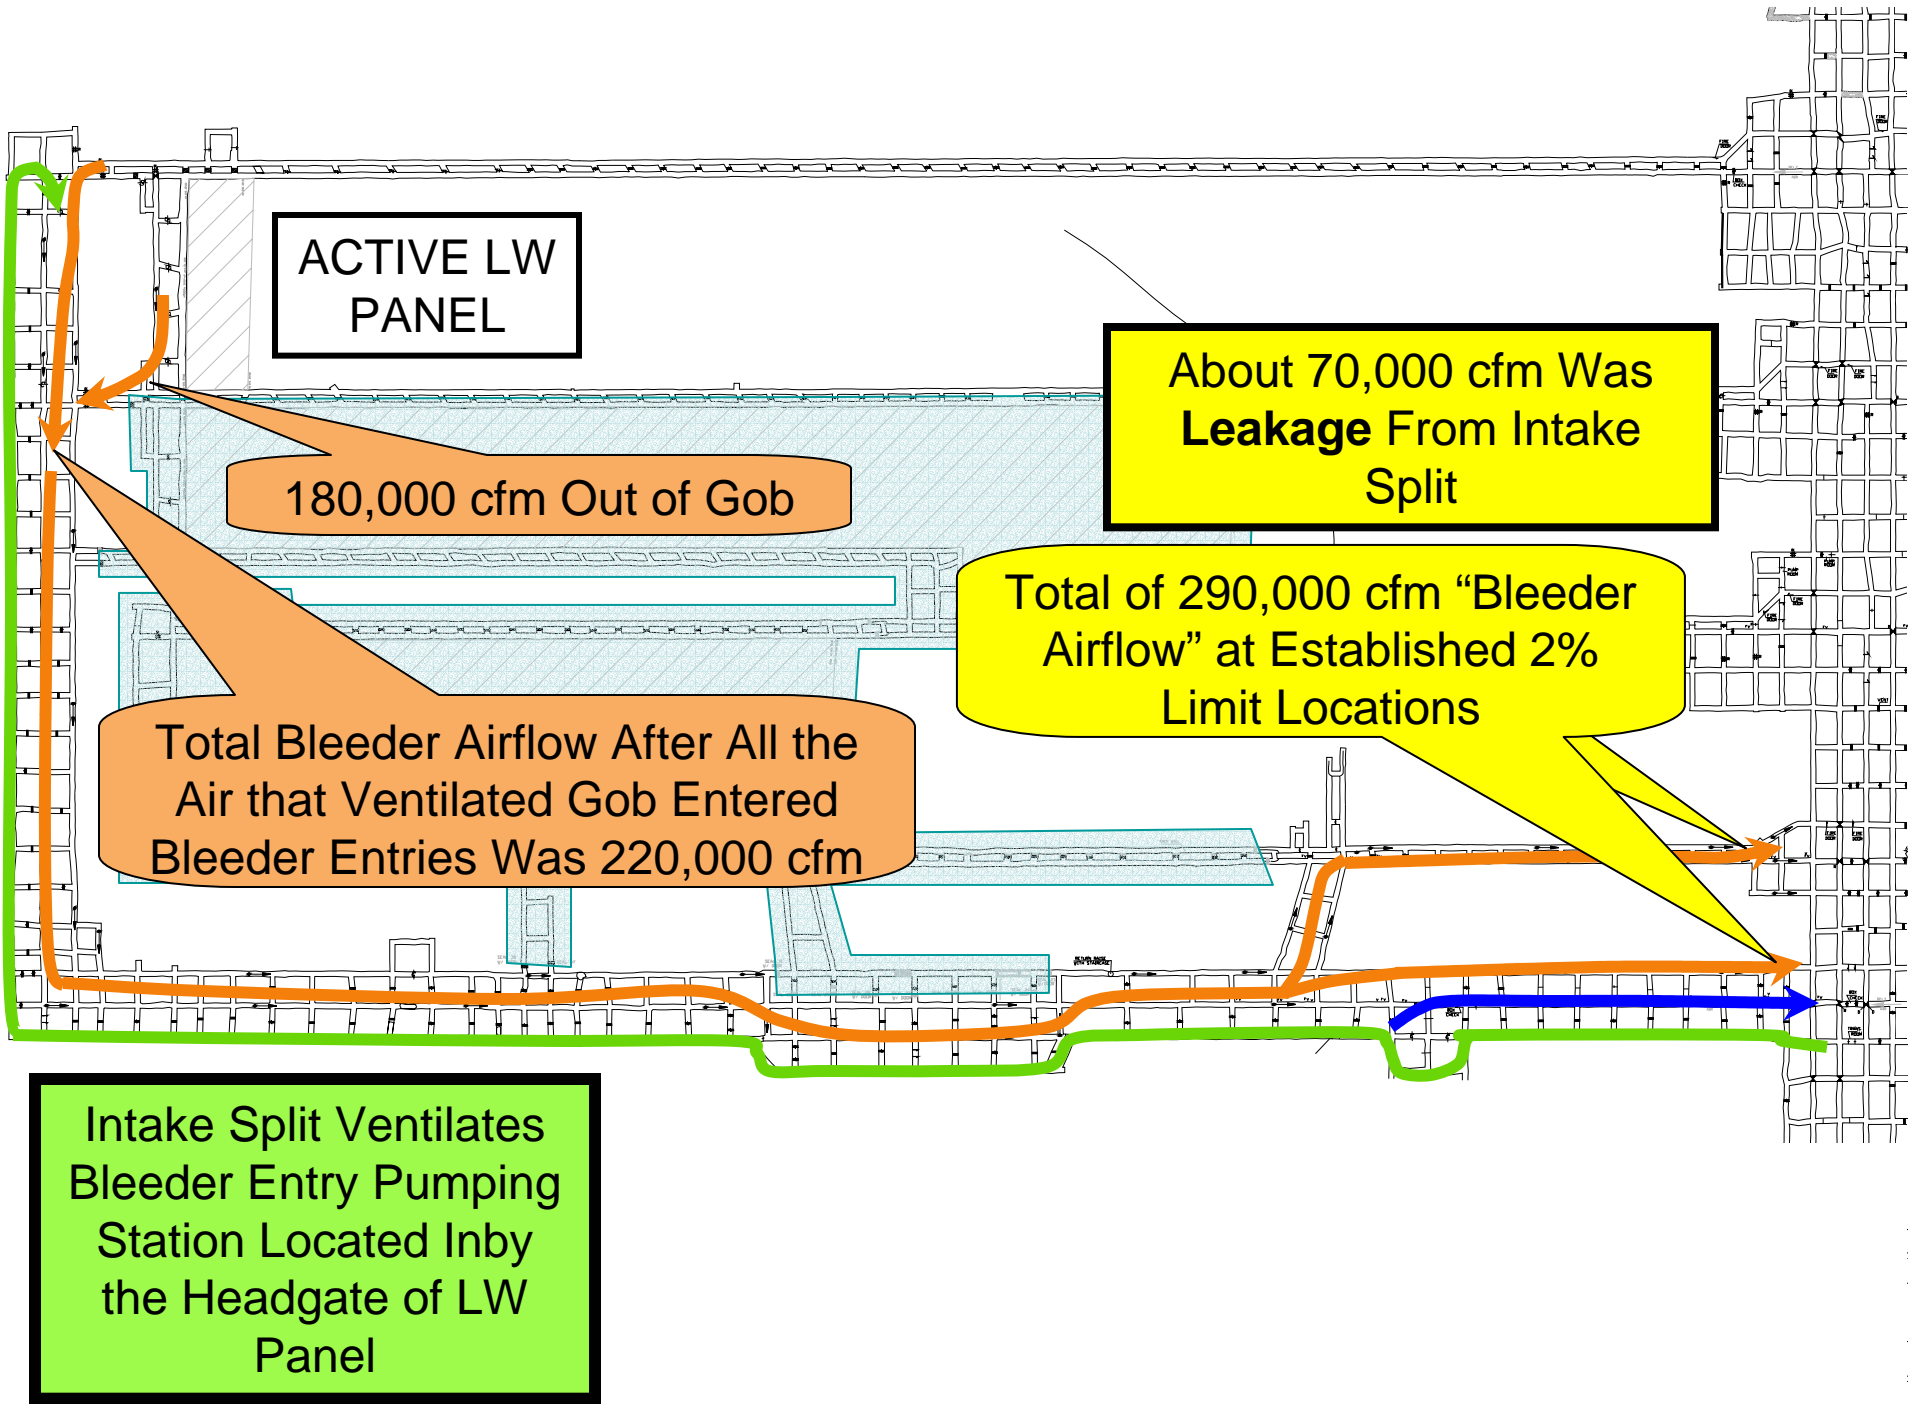 ACTIVE LW
PANEL
About 70,000 cfm Was
Leakage From Intake
Split
180,000 cfm Out of Gob
Total of 290,000 cfm “Bleeder
Airflow” at Established 2%
Limit Locations
Total Bleeder Airflow After All the
Air that Ventilated Gob Entered
Bleeder Entries Was 220,000 cfm
Intake Split Ventilates
Bleeder Entry Pumping
Station Located Inby
the Headgate of LW
Panel